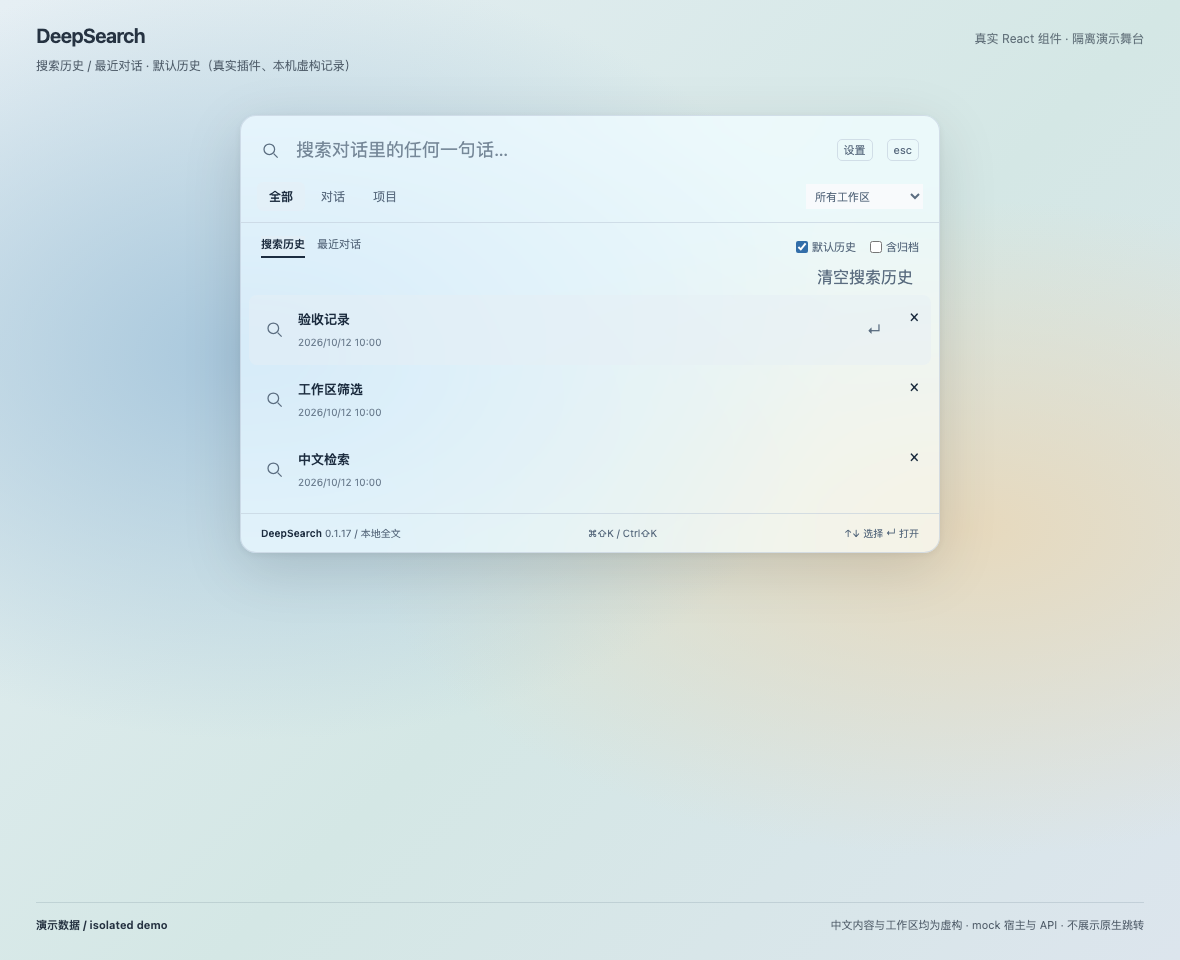 DeepSearch
真实 React 组件 · 隔离演示舞台
搜索历史 / 最近对话 · 默认历史（真实插件、本机虚构记录）
搜索对话里的任何一句话...
设置 esc
全部 对话 项目 所有工作区
搜索历史 最近对话 默认历史 含归档
清空搜索历史
验收记录
2026/10/12 10:00
工作区筛选
2026/10/12 10:00
中文检索
2026/10/12 10:00
DeepSearch 0.1.17 / 本地全文 ⌘⇧K / Ctrl⇧K ↑↓ 选择 ↵ 打开
演示数据 / isolated demo
中文内容与工作区均为虚构 · mock 宿主与 API · 不展示原生跳转